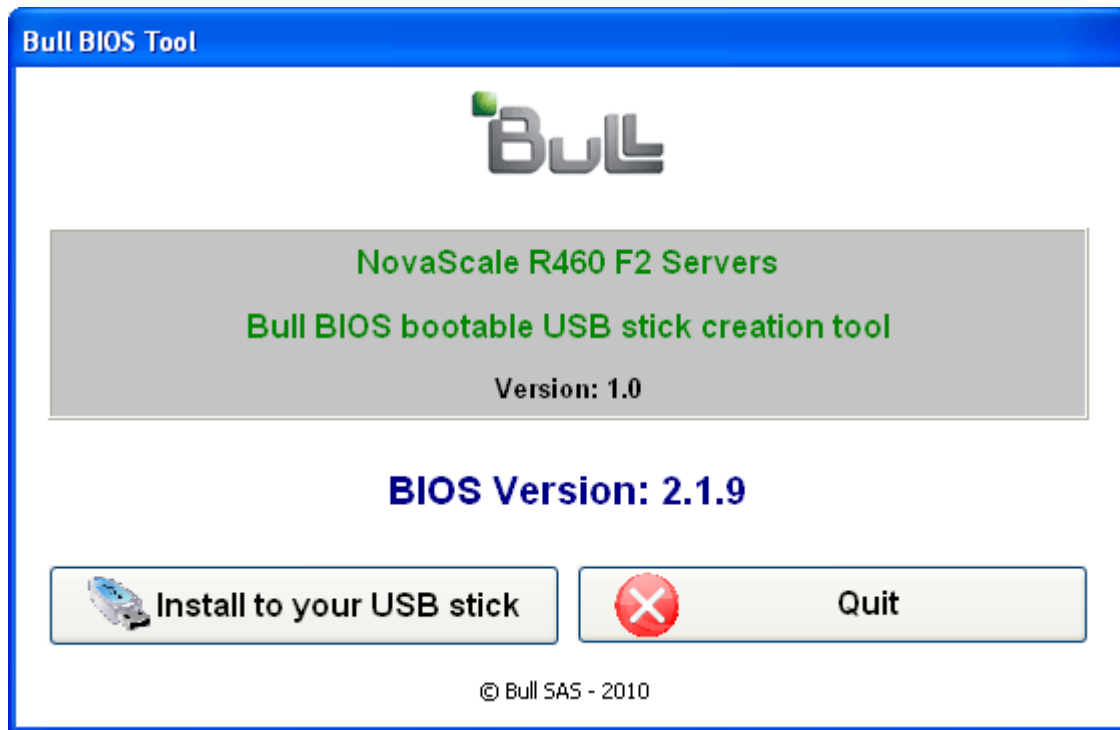 Bull BIOS Tool
Bull
NovaScale R460 F2 Servers
Bull BIOS bootable USB stick creation tool
Version: 1.0
BIOS Version: 2.1.9
Install to your USB stick
Quit
© Bull SAS - 2010